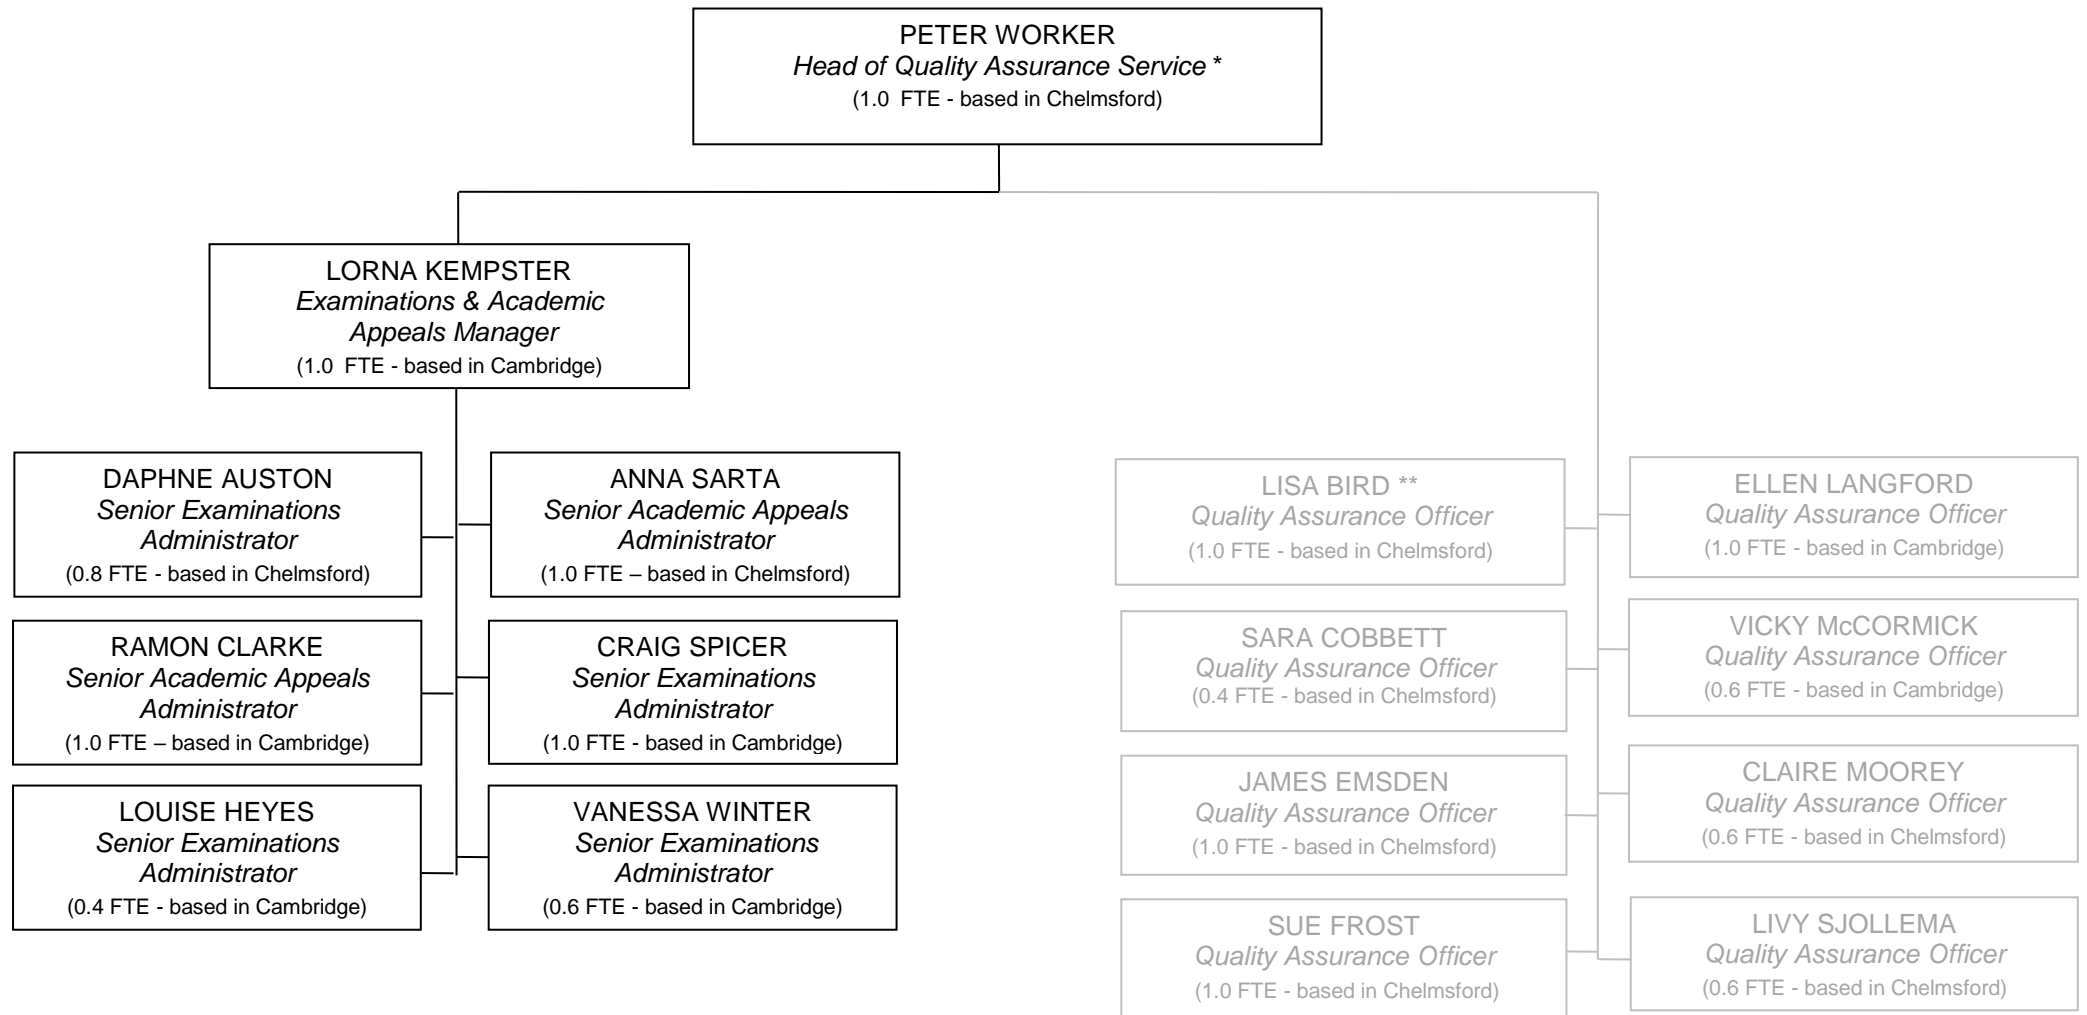 PETER WORKER
Head of Quality Assurance Service *
(1.0 FTE - based in Chelmsford)
LORNA KEMPSTER
Examinations & Academic
Appeals Manager
(1.0 FTE - based in Cambridge)
DAPHNE AUSTON
Senior Examinations
Administrator
(0.8 FTE - based in Chelmsford)
ANNA SARTA
Senior Academic Appeals
Administrator
(1.0 FTE – based in Chelmsford)
RAMON CLARKE
Senior Academic Appeals
Administrator
(1.0 FTE – based in Cambridge)
CRAIG SPICER
Senior Examinations
Administrator
(1.0 FTE - based in Cambridge)
LOUISE HEYES
Senior Examinations
Administrator
(0.4 FTE - based in Cambridge)
VANESSA WINTER
Senior Examinations
Administrator
(0.6 FTE - based in Cambridge)
LISA BIRD **
Quality Assurance Officer
(1.0 FTE - based in Chelmsford)
ELLEN LANGFORD
Quality Assurance Officer
(1.0 FTE - based in Cambridge)
SARA COBBETT
Quality Assurance Officer
(0.4 FTE - based in Chelmsford)
VICKY McCORMICK
Quality Assurance Officer
(0.6 FTE - based in Cambridge)
JAMES EMSDEN
Quality Assurance Officer
(1.0 FTE - based in Chelmsford)
CLAIRE MOOREY
Quality Assurance Officer
(0.6 FTE - based in Chelmsford)
SUE FROST
Quality Assurance Officer
(1.0 FTE - based in Chelmsford)
LIVY SJOLLEMA
Quality Assurance Officer
(0.6 FTE - based in Chelmsford)